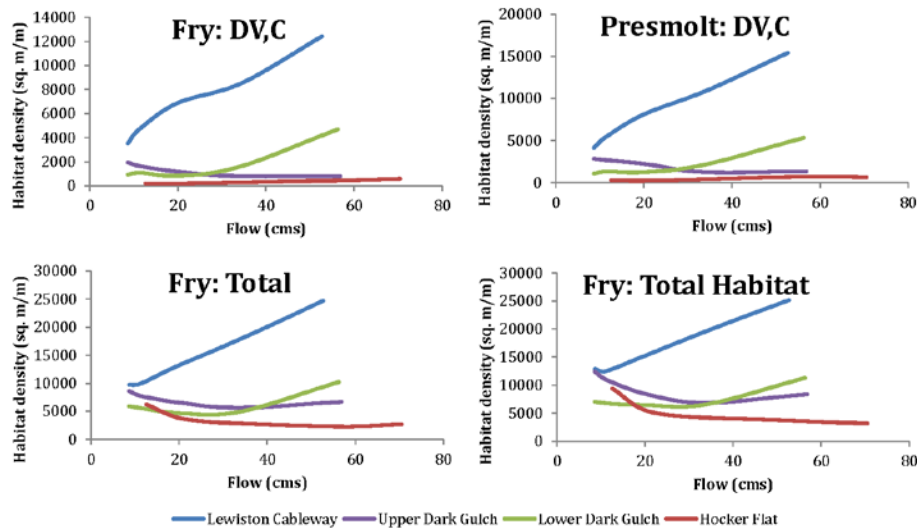 Fry: DV,C
Habitat density (sq. m/m)
14000
12000
10000
8000
6000
4000
2000
0
0 20 40 60 80
Flow (cms)
Presmolt: DV,C
Habitat density (sq. m/m)
20000
15000
10000
5000
0
0 20 40 60 80
Flow (cms)
Fry: Total
Habitat density (sq. m/m)
30000
25000
20000
15000
10000
5000
0
0 20 40 60 80
Flow (cms)
Fry: Total Habitat
Habitat density (sq. m/m)
30000
25000
20000
15000
10000
5000
0
0 20 40 60 80
Flow (cms)
Lewiston Cableway Upper Dark Gulch Lower Dark Gulch Hocker Flat